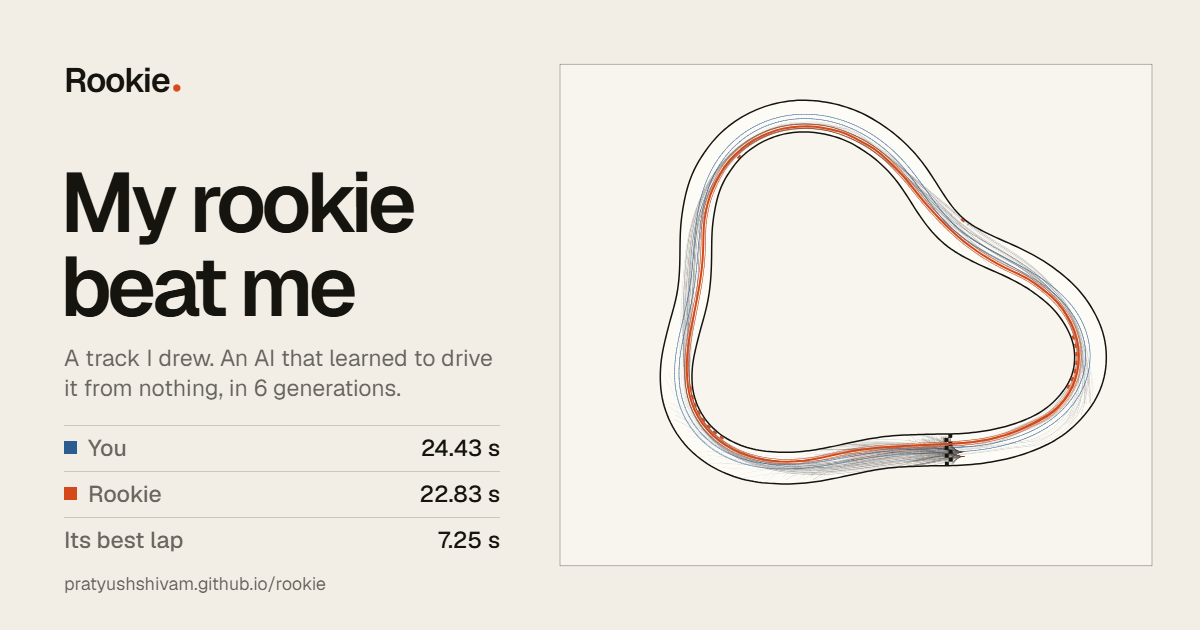 Rookie.
My rookie
beat me
A track I drew. An AI that learned to drive
it from nothing, in 6 generations.
You 24.43 s
Rookie 22.83 s
Its best lap 7.25 s
pratyushshivam.github.io/rookie